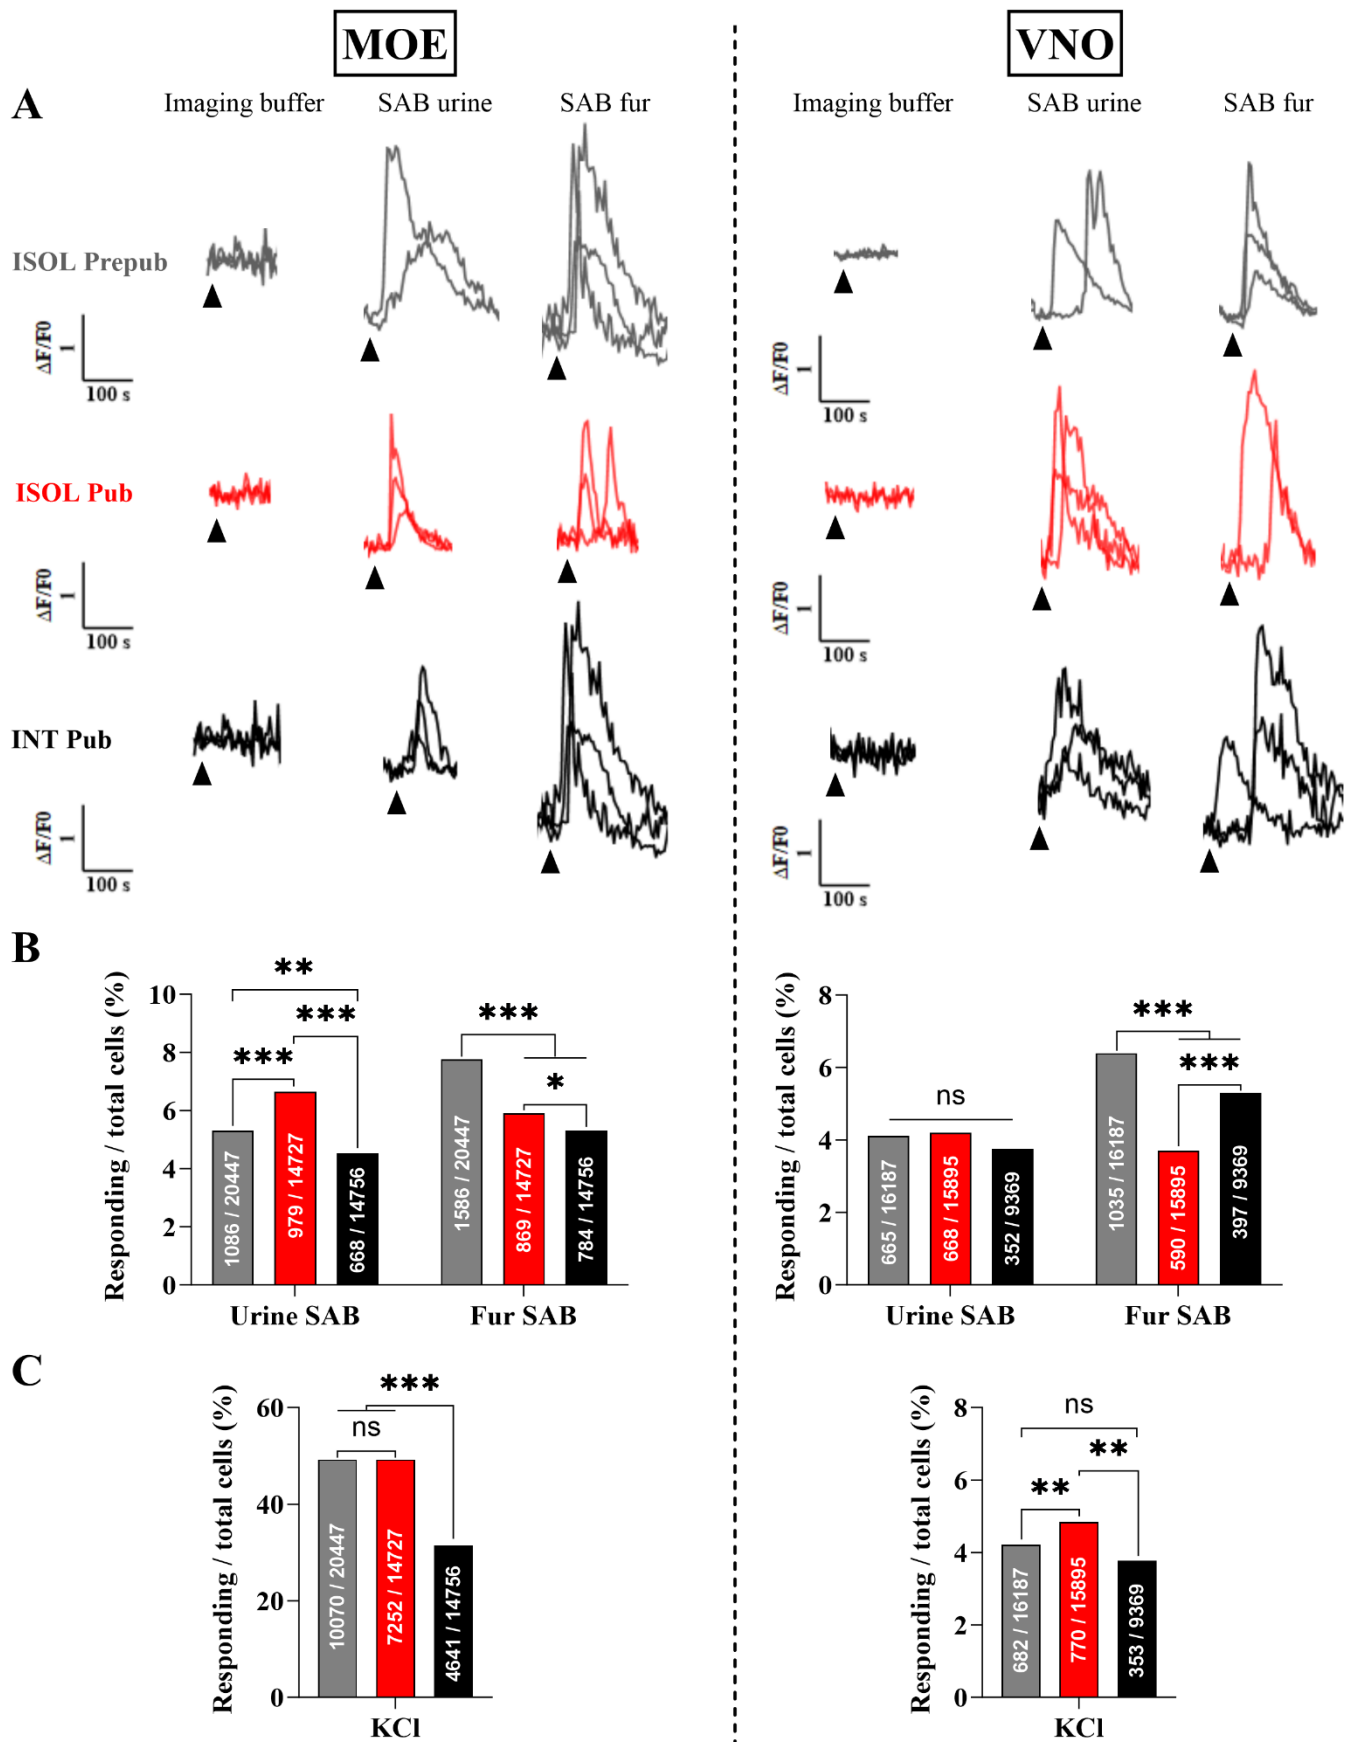 MOE
VNO
A
Imaging buffer
SAB urine
SAB fur
Imaging buffer
SAB urine
SAB fur
ISOL Prepub
ΔF/F0
1
100 s
ΔF/F0
1
100 s
ISOL Pub
ΔF/F0
1
100 s
ΔF/F0
1
100 s
INT Pub
ΔF/F0
1
100 s
ΔF/F0
1
100 s
B
Responding / total cells (%)
10
8
6
4
2
0
**
***
***
***
*
1086 / 20447
979 / 14727
668 / 14756
1586 / 20447
869 / 14727
784 / 14756
Urine SAB
Fur SAB
Responding / total cells (%)
8
6
4
2
0
ns
***
***
665 / 16187
668 / 15895
352 / 9369
1035 / 16187
590 / 15895
397 / 9369
Urine SAB
Fur SAB
C
Responding / total cells (%)
60
40
20
0
***
ns
10070 / 20447
7252 / 14727
4641 / 14756
KCl
Responding / total cells (%)
8
6
4
2
0
ns
**
**
682 / 16187
770 / 15895
353 / 9369
KCl